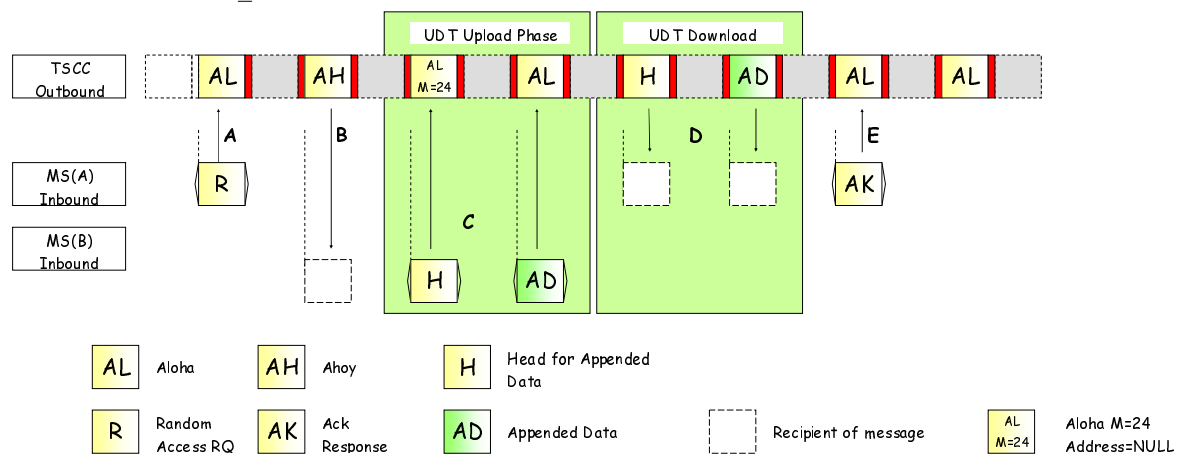 UDT Upload Phase
UDT Download
TSCC
Outbound
AL
AH
AL
M=24
AL
H
AD
AL
AL
A
B
D
E
MS(A)
Inbound
R
AK
C
MS(B)
Inbound
H
AD
AL
Aloha
AH
Ahoy
H
Head for Appended
Data
R
Random
Access RQ
AK
Ack
Response
AD
Appended Data
Recipient of message
AL
M=24
Aloha M=24
Address=NULL